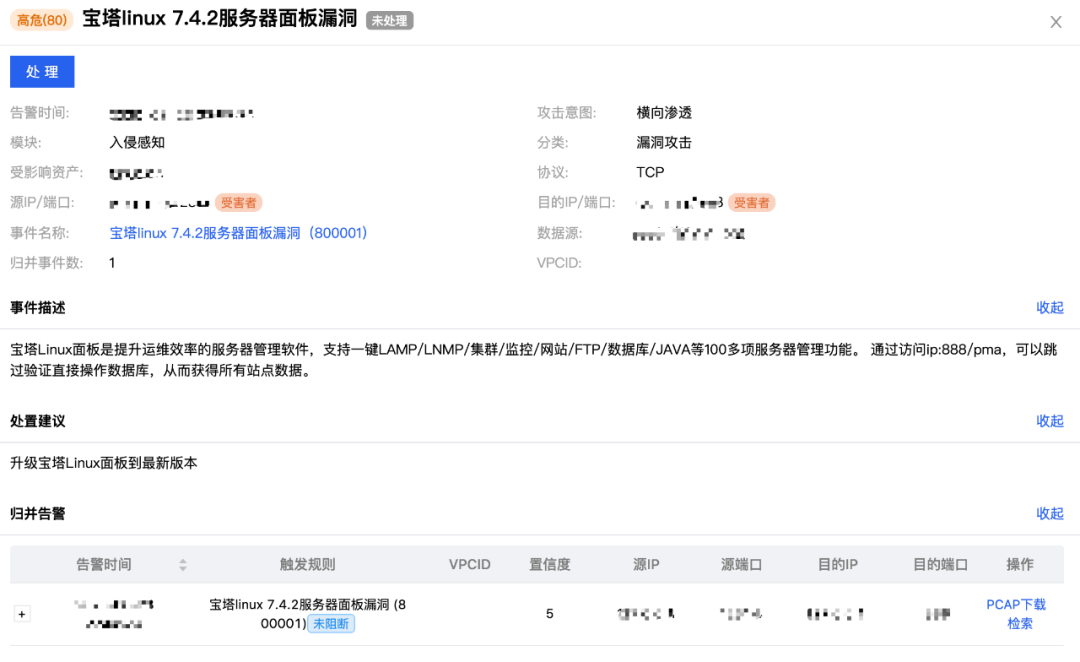 高危(80) 宝塔linux 7.4.2服务器面板漏洞 未处理
处 理
告警时间: 攻击意图: 横向渗透
模块: 入侵感知 分类: 漏洞攻击
受影响资产: 协议: TCP
源IP/端口: 受害者 目的IP/端口: 受害者
事件名称: 宝塔linux 7.4.2服务器面板漏洞（800001) 数据源:
归并事件数: 1 VPCID:
事件描述 收起
宝塔Linux面板是提升运维效率的服务器管理软件，支持一键LAMP/LNMP/集群/监控/网站/FTP/数据库/JAVA等100多项服务器管理功能。 通过访问ip:888/pma，可以跳
过验证直接操作数据库，从而获得所有站点数据。
处置建议 收起
升级宝塔Linux面板到最新版本
归并告警 收起
告警时间 触发规则 VPCID 置信度 源IP 源端口 目的IP 目的端口 操作
宝塔linux 7.4.2服务器面板漏洞 (8
00001) 未阻断 5 PCAP下载
检索